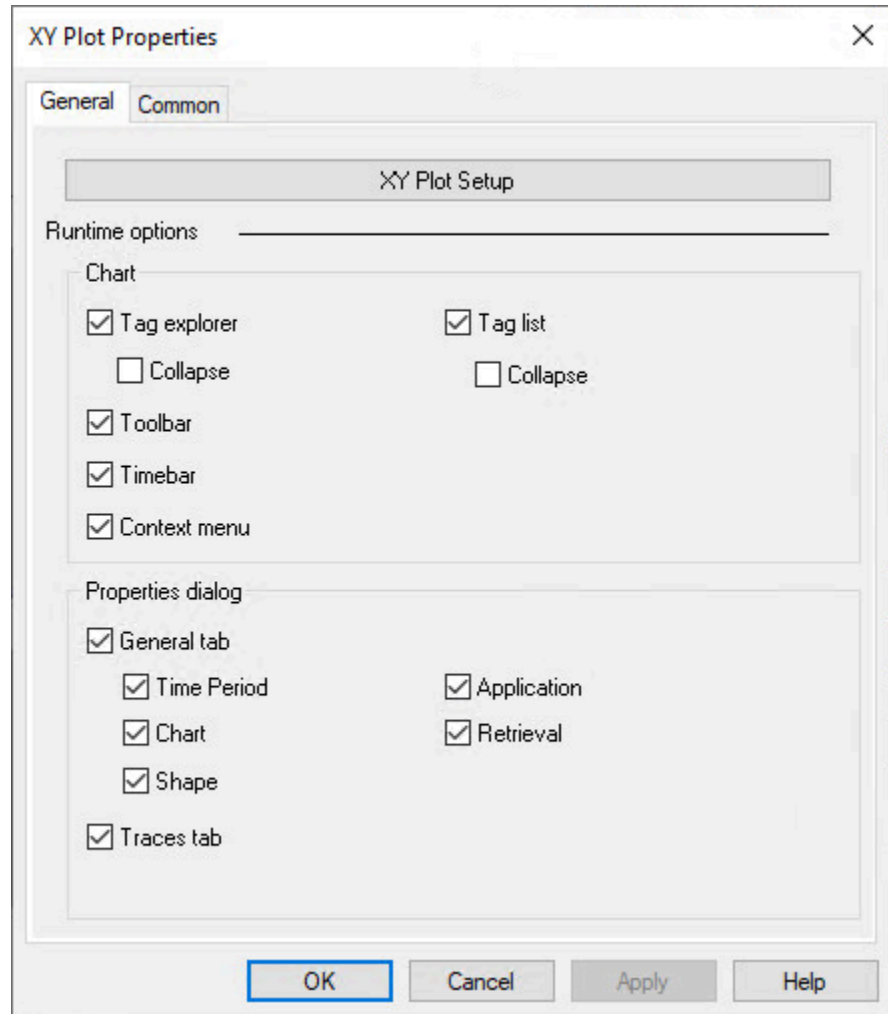 XY Plot Properties
General Common
XY Plot Setup
Runtime options
Chart
Tag explorer Tag list
Collapse Collapse
Toolbar
Timebar
Context menu
Properties dialog
General tab
Time Period Application
Chart Retrieval
Shape
Traces tab
OK Cancel Apply Help